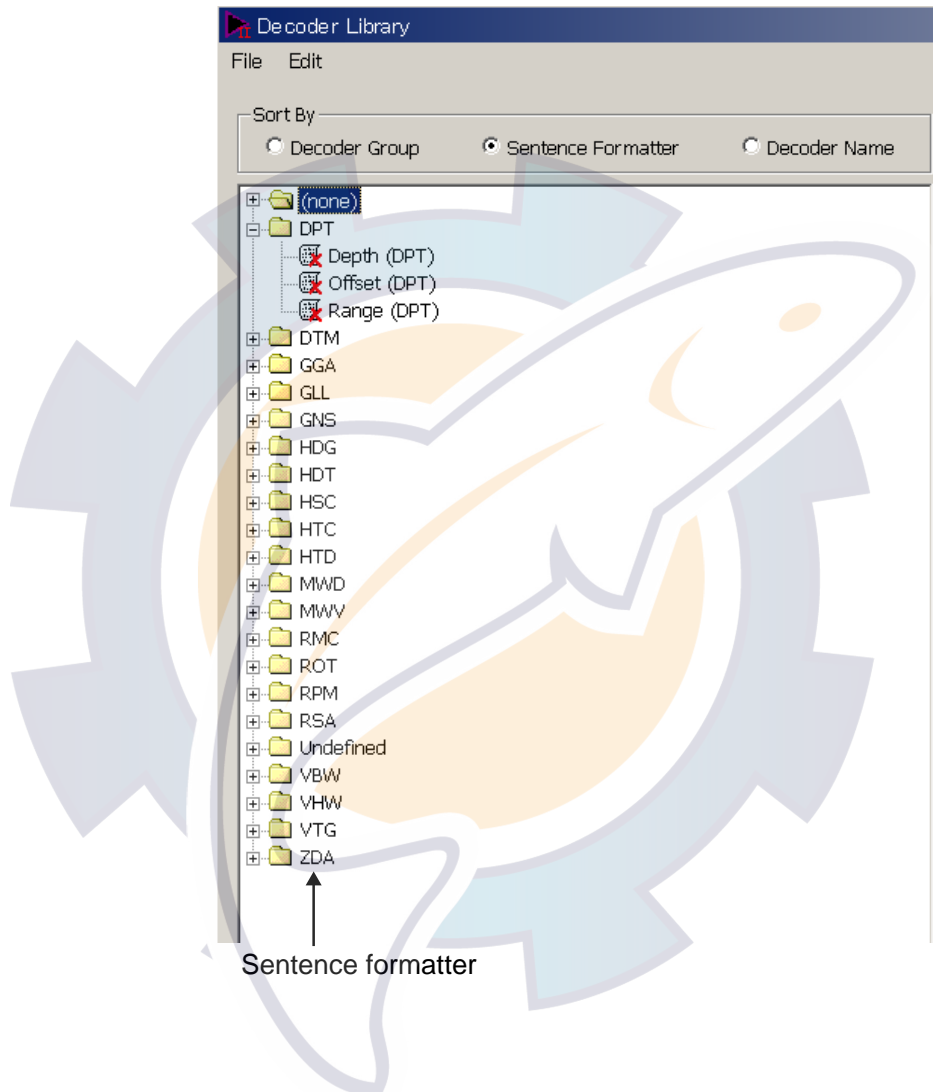 Decoder Library
File Edit
Sort By
Decoder Group Sentence Formatter Decoder Name
(none)
DPT
Depth (DPT)
Offset (DPT)
Range (DPT)
DTM
GGA
GLL
GNS
HDG
HDT
HSC
HTC
HTD
MWD
MWV
RMC
ROT
RPM
RSA
Undefined
VBW
VHW
VTG
ZDA
Sentence formatter